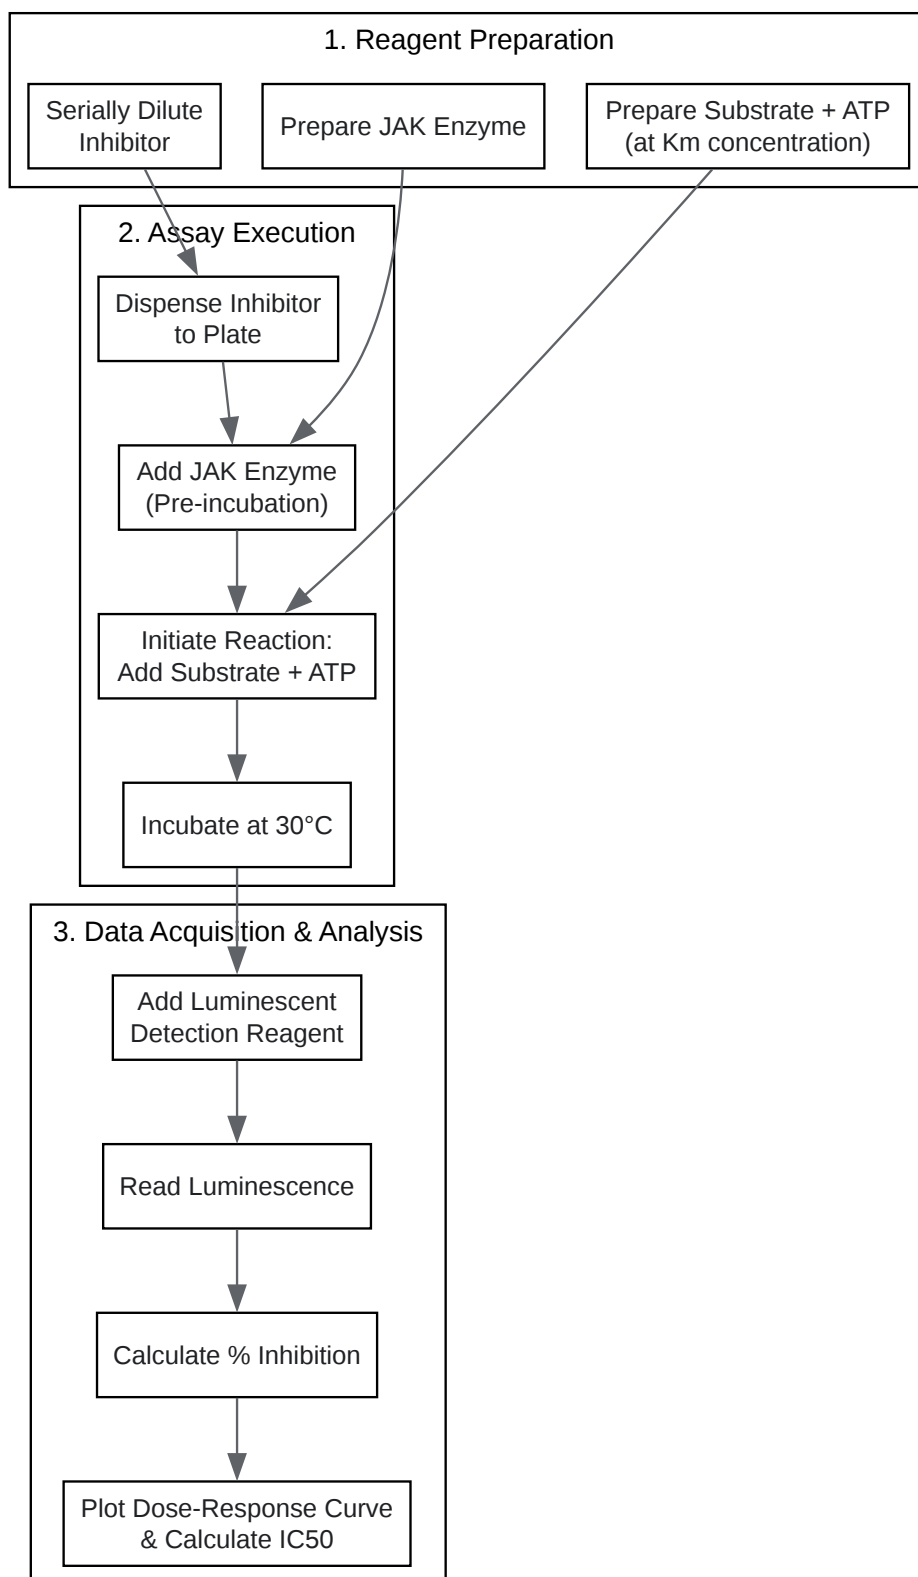 1. Reagent Preparation
Serially Dilute
Inhibitor
Prepare JAK Enzyme
Prepare Substrate + ATP
(at Km concentration)
2. Assay Execution
Dispense Inhibitor
to Plate
Add JAK Enzyme
(Pre-incubation)
Initiate Reaction:
Add Substrate + ATP
Incubate at 30°C
3. Data Acquisition & Analysis
Add Luminescent
Detection Reagent
Read Luminescence
Calculate % Inhibition
Plot Dose-Response Curve
& Calculate IC50